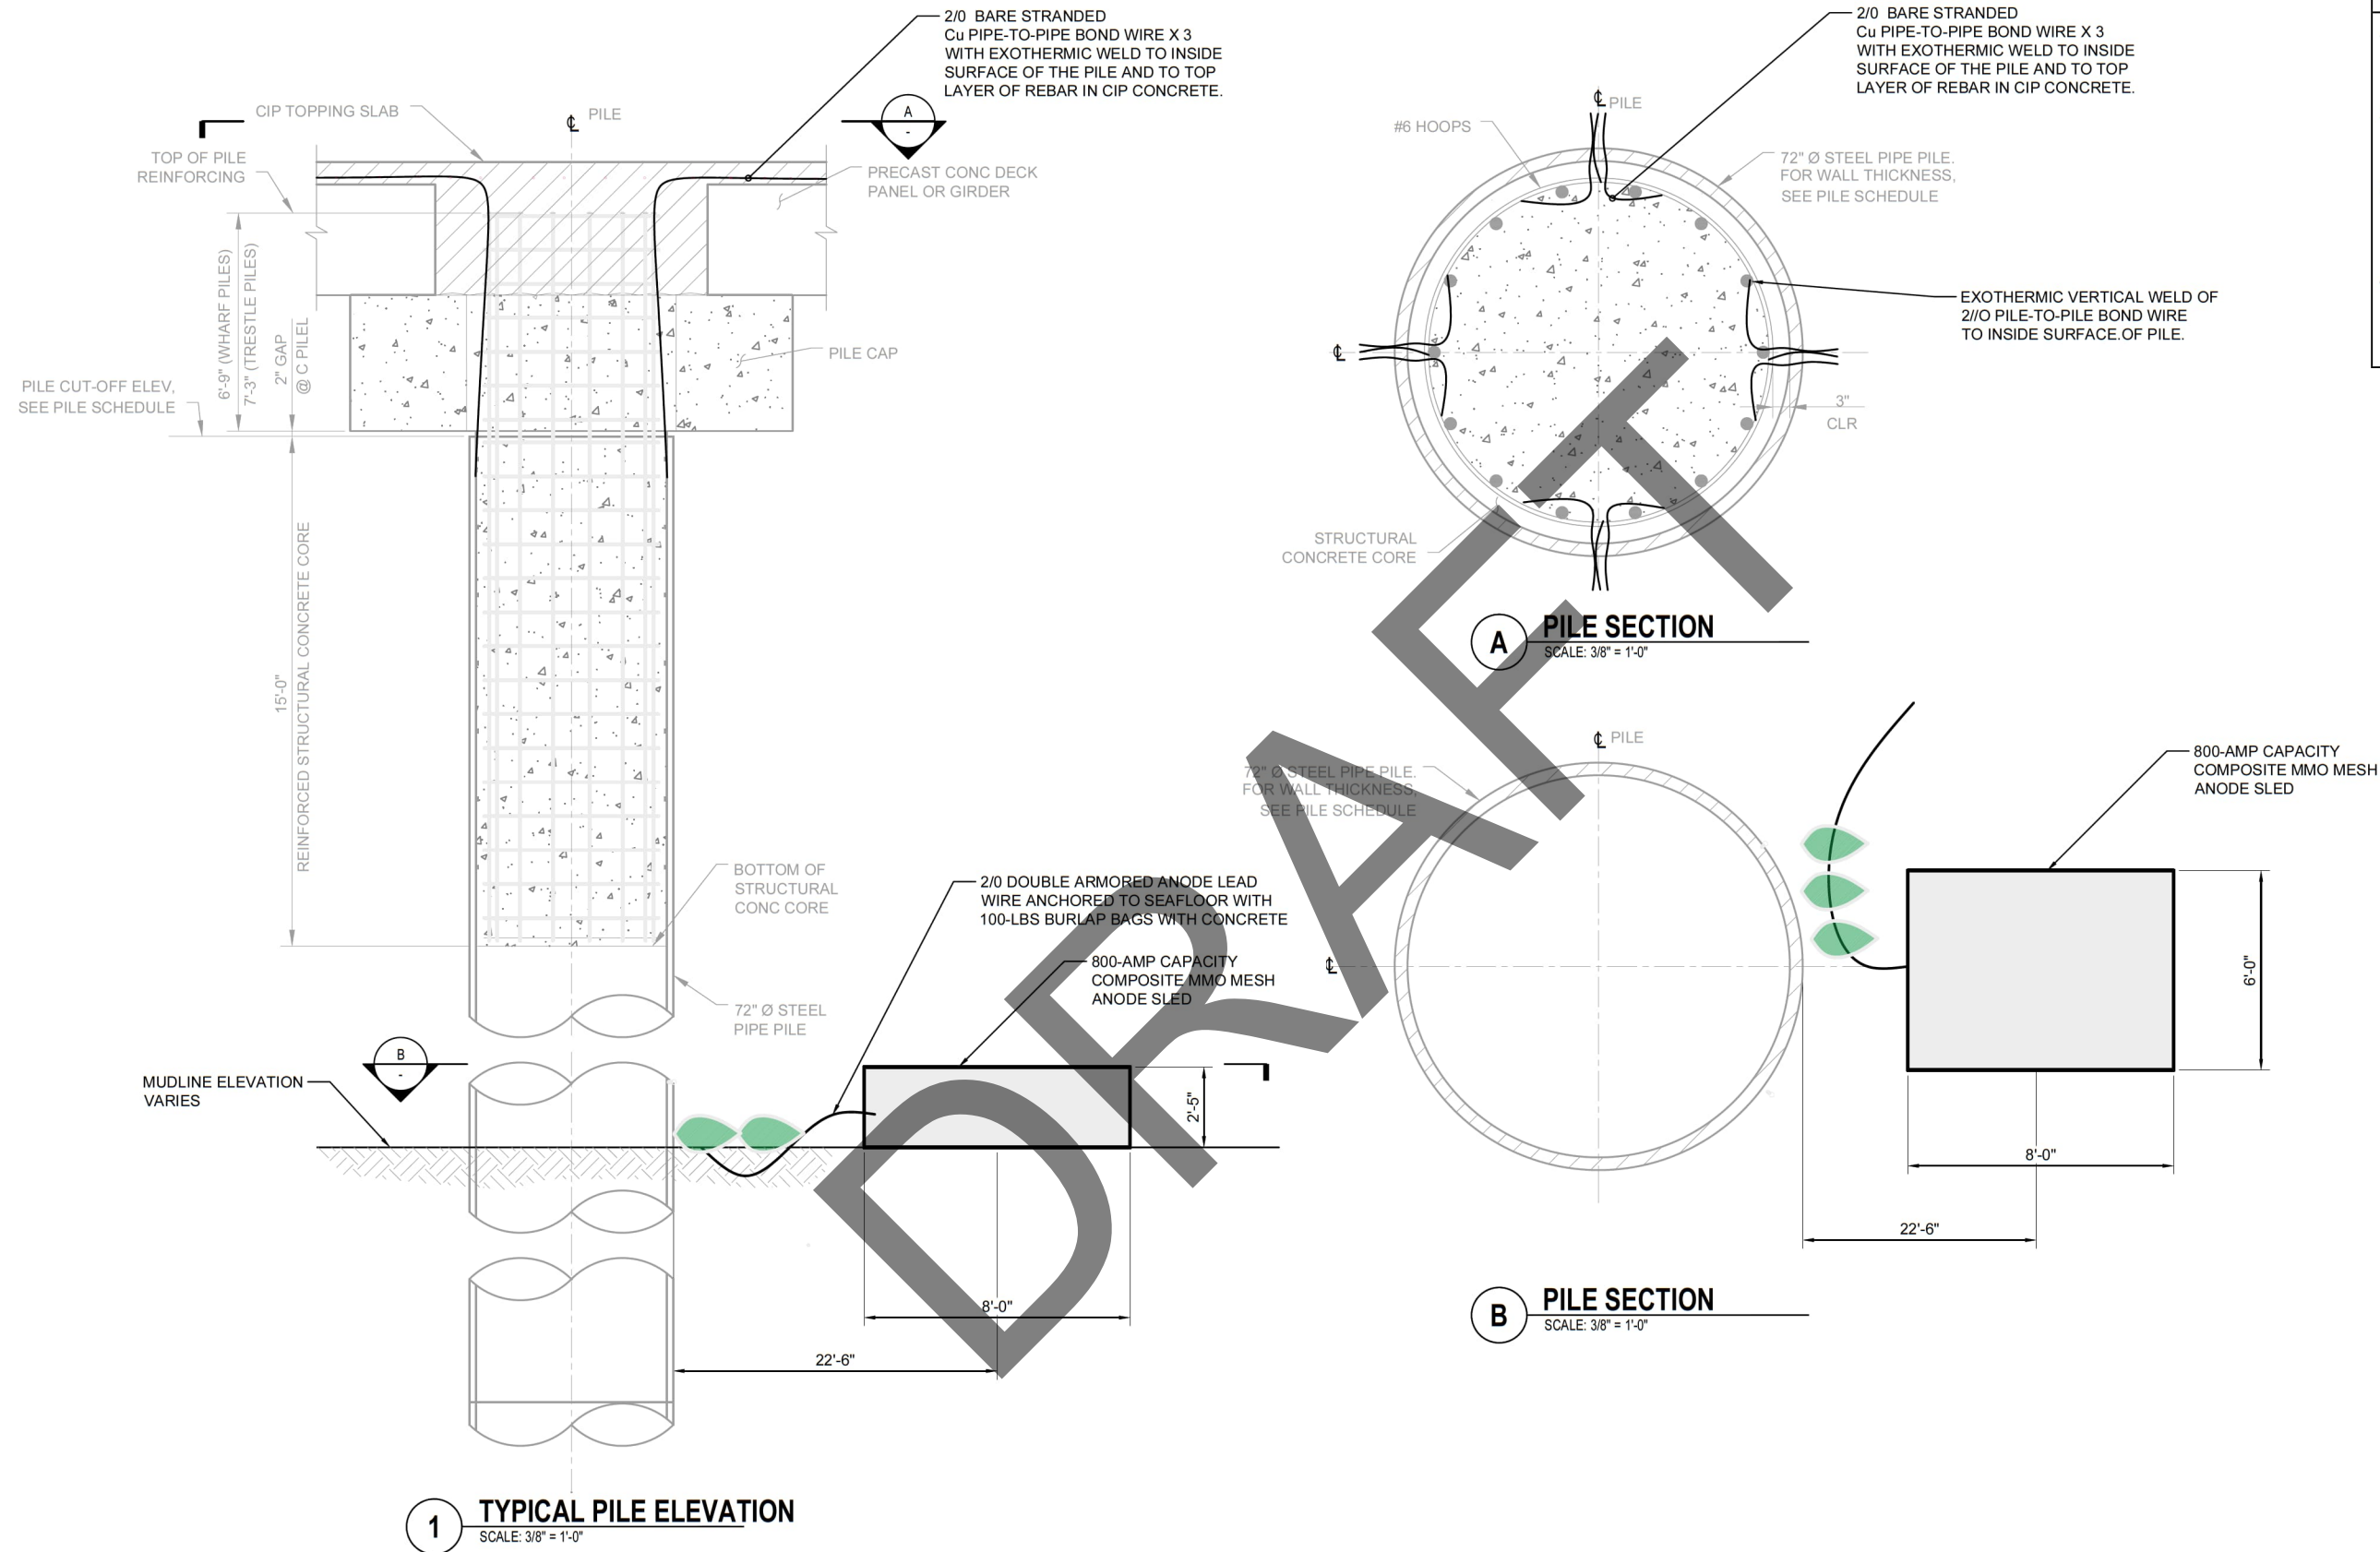 2/0 BARE STRANDED
Cu PIPE-TO-PIPE BOND WIRE X 3
WITH EXOTHERMIC WELD TO INSIDE
SURFACE OF THE PILE AND TO TOP
LAYER OF REBAR IN CIP CONCRETE.
CIP TOPPING SLAB
℄ PILE
A
-
TOP OF PILE
REINFORCING
PRECAST CONC DECK
PANEL OR GIRDER
6'-9" (WHARF PILES)
7'-3" (TRESTLE PILES)
2" GAP
@ C PILEL
PILE CAP
PILE CUT-OFF ELEV,
SEE PILE SCHEDULE
15'-0"
REINFORCED STRUCTURAL CONCRETE CORE
BOTTOM OF
STRUCTURAL
CONC CORE
2/0 DOUBLE ARMORED ANODE LEAD
WIRE ANCHORED TO SEAFLOOR WITH
100-LBS BURLAP BAGS WITH CONCRETE
800-AMP CAPACITY
COMPOSITE MMO MESH
ANODE SLED
72" Ø STEEL
PIPE PILE
B
-
MUDLINE ELEVATION
VARIES
2'-5"
8'-0"
22'-6"
1
TYPICAL PILE ELEVATION
SCALE: 3/8" = 1'-0"
2/0 BARE STRANDED
Cu PIPE-TO-PIPE BOND WIRE X 3
WITH EXOTHERMIC WELD TO INSIDE
SURFACE OF THE PILE AND TO TOP
LAYER OF REBAR IN CIP CONCRETE.
℄ PILE
#6 HOOPS
72" Ø STEEL PIPE PILE.
FOR WALL THICKNESS,
SEE PILE SCHEDULE
EXOTHERMIC VERTICAL WELD OF
2//O PILE-TO-PILE BOND WIRE
TO INSIDE SURFACE.OF PILE.
℄
3"
CLR
STRUCTURAL
CONCRETE CORE
A
PILE SECTION
SCALE: 3/8" = 1'-0"
℄ PILE
72" Ø STEEL PIPE PILE.
FOR WALL THICKNESS,
SEE PILE SCHEDULE
800-AMP CAPACITY
COMPOSITE MMO MESH
ANODE SLED
℄
6'-0"
8'-0"
22'-6"
B
PILE SECTION
SCALE: 3/8" = 1'-0"
DRAFT